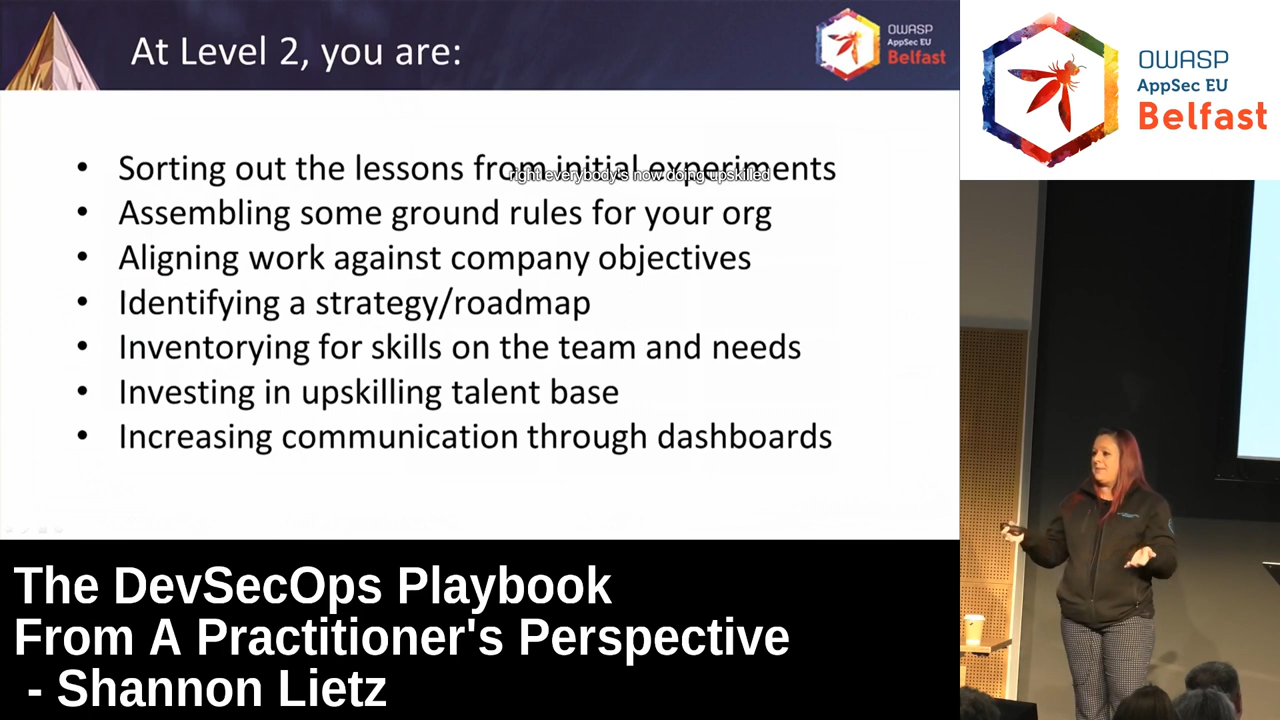 At Level 2, you are:
OWASP
AppSec EU
Belfast
• Sorting out the lessons from initial experiments
right everybody's now doing upskilled
• Assembling some ground rules for your org
• Aligning work against company objectives
• Identifying a strategy/roadmap
• Inventorying for skills on the team and needs
• Investing in upskilling talent base
• Increasing communication through dashboards
OWASP
AppSec EU
Belfast
The DevSecOps Playbook
From A Practitioner's Perspective
- Shannon Lietz